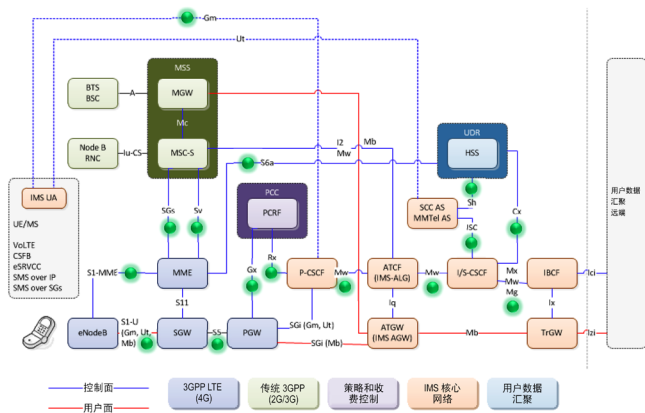 Gm
Ut
MSS
BTS
BSC
A
MGW
Mc
UDR
Node B
RNC
Iu-CS
MSC-S
I2
Mw
Mb
HSS
S6a
用户数据
汇聚
远端
IMS UA
UE/MS
VoLTE
CSFB
eSRVCC
SMS over IP
SMS over SGs
SGs
Sv
PCC
PCRF
SCC AS
MMTel AS
Sh
ISC
Cx
S1-MME
MME
Gx
Rx
P-CSCF
Mw
ATCF
(IMS-ALG)
Mw
I/S-CSCF
Mx
Mw
Mg
IBCF
Ici
S11
Iq
Ix
eNodeB
S1-U
(Gm, Ut,
Mb)
SGW
S5
PGW
SGi (Gm, Ut)
SGi (Mb)
ATGW
(IMS AGW)
Mb
TrGW
Izi
控制面
用户面
3GPP LTE
(4G)
传统 3GPP
(2G/3G)
策略和收
费控制
IMS 核心
网络
用户数据
汇聚